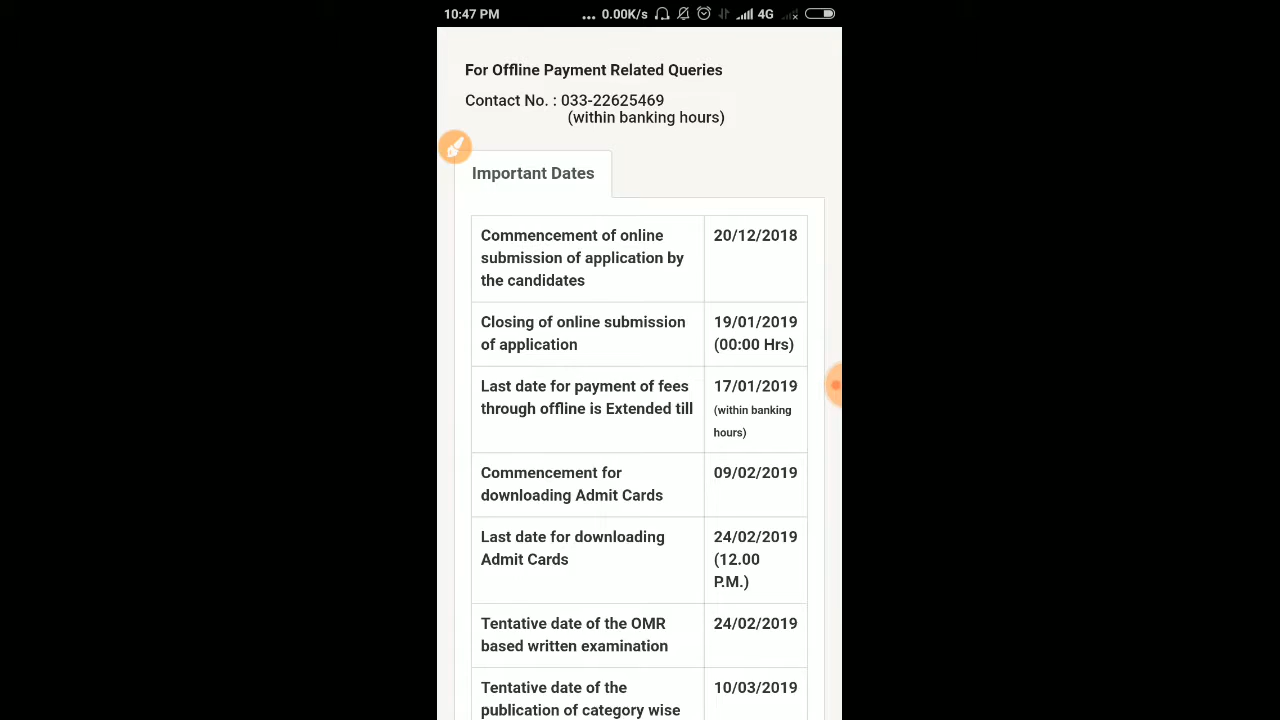 10:47 PM ... 0.00K/s 4G
For Offline Payment Related Queries
Contact No. : 033-22625469
(within banking hours)
Important Dates
Commencement of online 20/12/2018
submission of application by
the candidates
Closing of online submission 19/01/2019
of application (00:00 Hrs)
Last date for payment of fees 17/01/2019
through offline is Extended till (within banking
hours)
Commencement for 09/02/2019
downloading Admit Cards
Last date for downloading 24/02/2019
Admit Cards (12.00
P.M.)
Tentative date of the OMR 24/02/2019
based written examination
Tentative date of the 10/03/2019
publication of category wise